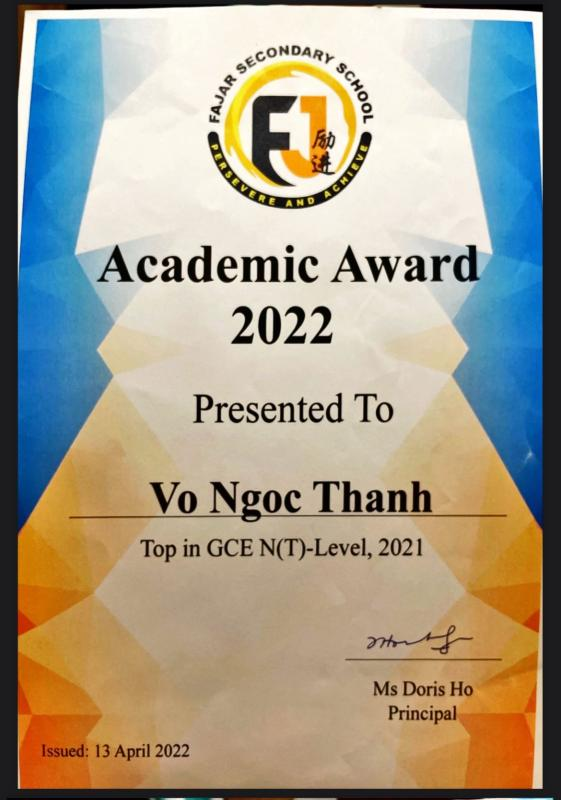 FAJAR SECONDARY SCHOOL
FJ
励进
PERSEVERE AND ACHIEVE
Academic Award
2022
Presented To
Vo Ngoc Thanh
Top in GCE N(T)-Level, 2021
Ms Doris Ho
Principal
Issued: 13 April 2022